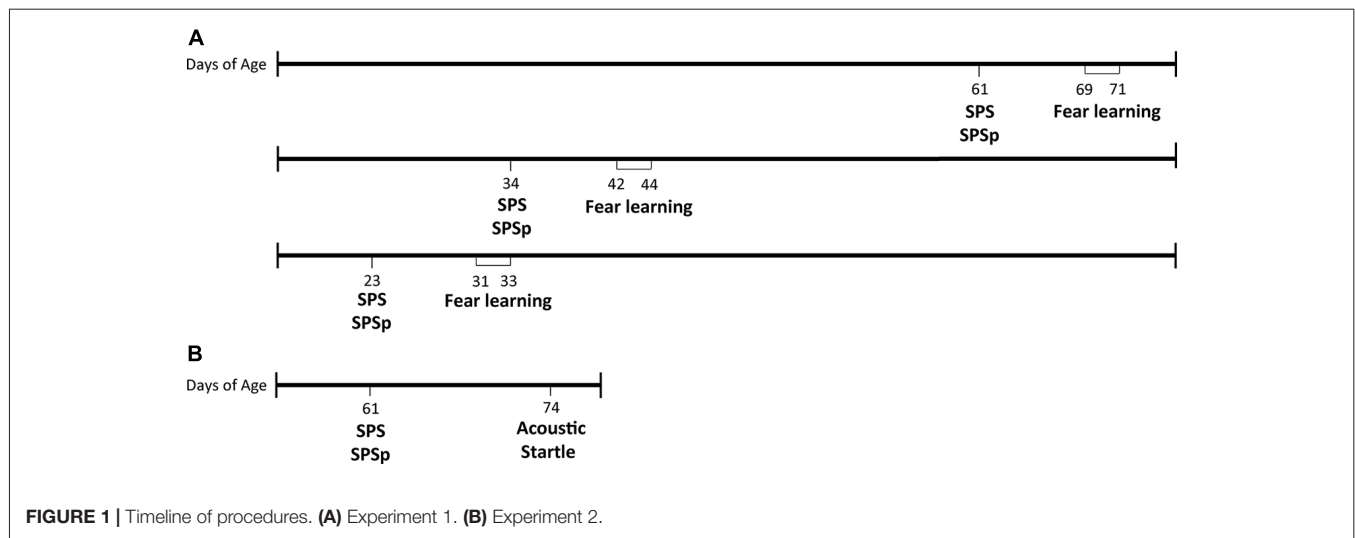 A
Days of Age
61 69 71
SPS Fear learning
SPSp
34 42 44
SPS Fear learning
SPSp
23 31 33
SPS Fear learning
SPSp
B
Days of Age
61 74
SPS Acoustic
SPSp Startle
FIGURE 1 | Timeline of procedures. (A) Experiment 1. (B) Experiment 2.